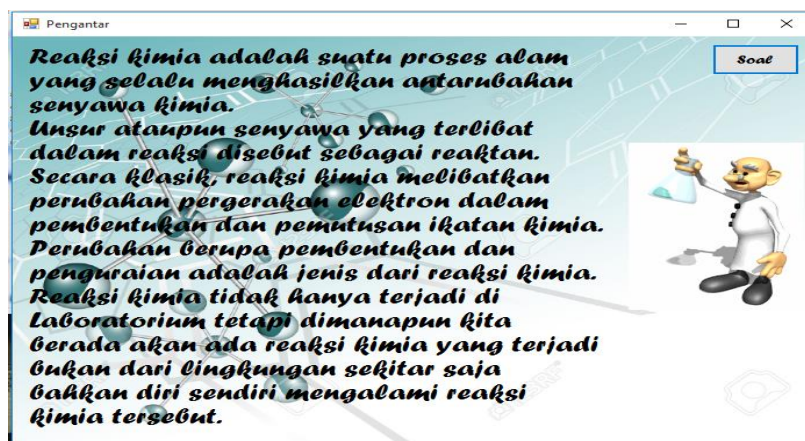 Pengantar
Soal
Reaksi kimia adalah suatu proses alam
yang selalu menghasilkan antarubahan
senyawa kimia.
Unsur ataupun senyawa yang terlibat
dalam reaksi disebut sebagai reaktan.
Secara klasik, reaksi kimia melibatkan
perubahan pergerakan elektron dalam
pembentukan dan pemutusan ikatan kimia.
Perubahan berupa pembentukan dan
penguraian adalah jenis dari reaksi kimia.
Reaksi kimia tidak hanya terjadi di
Laboratorium tetapi dimanapun kita
berada akan ada reaksi kimia yang terjadi
bukan dari lingkungan sekitar saja
bahkan diri sendiri mengalami reaksi
kimia tersebut.